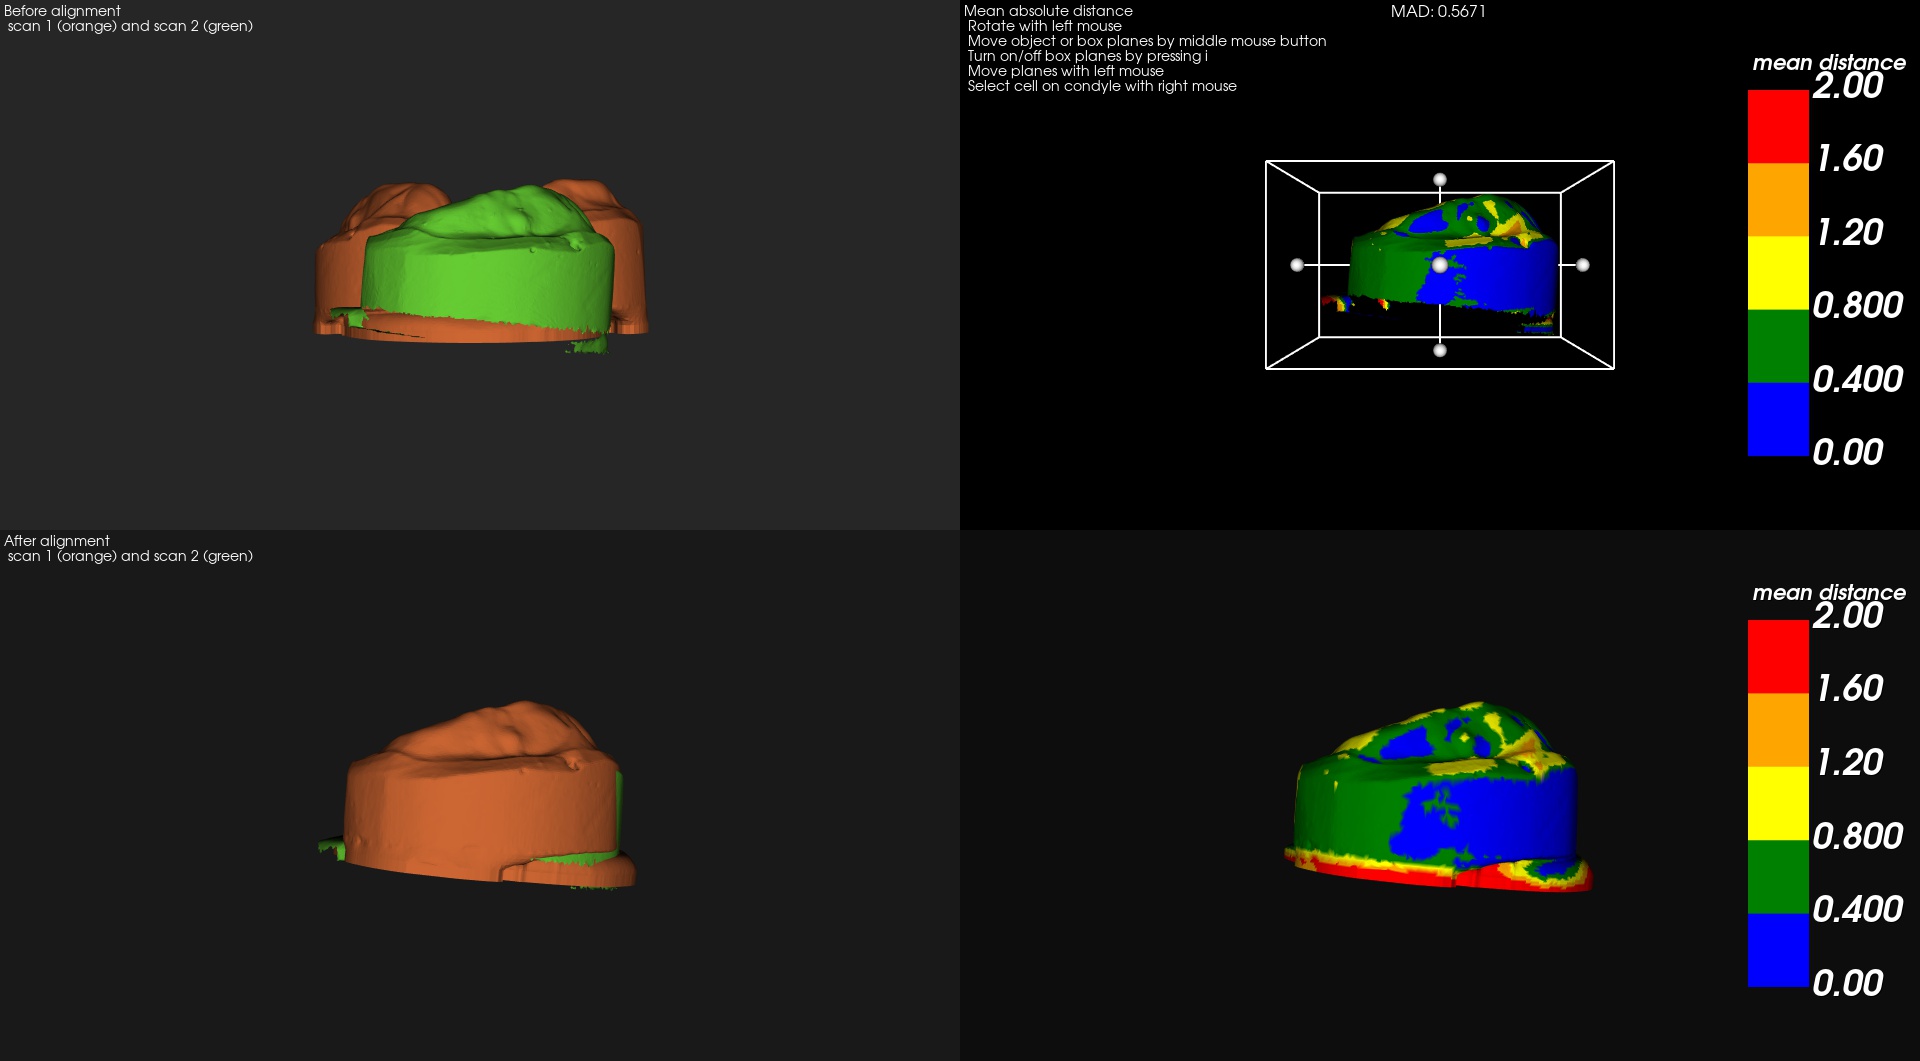 Before alignment
scan 1 (orange) and scan 2 (green)
Mean absolute distance
Rotate with left mouse
Move object or box planes by middle mouse button
Turn on/off box planes by pressing i
Move planes with left mouse
Select cell on condyle with right mouse
MAD: 0.5671
mean distance
2.00
1.60
1.20
0.800
0.400
0.00
After alignment
scan 1 (orange) and scan 2 (green)
mean distance
2.00
1.60
1.20
0.800
0.400
0.00